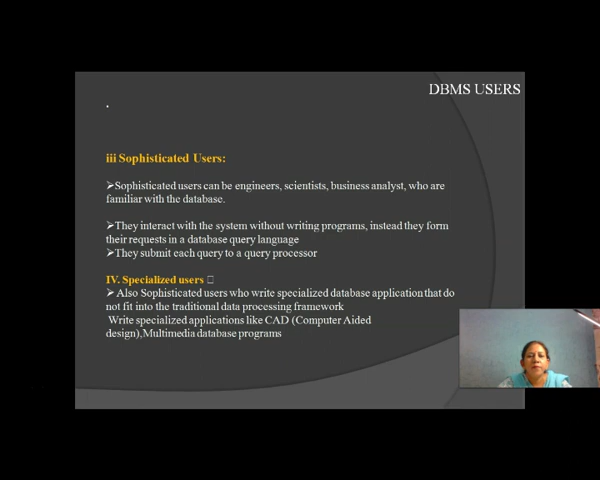 DBMS USERS
.
iii Sophisticated Users:
➢Sophisticated users can be engineers, scientists, business analyst, who are
familiar with the database.
➢They interact with the system without writing programs, instead they form
their requests in a database query language
➢They submit each query to a query processor
IV. Specialized users
➢ Also Sophisticated users who write specialized database application that do
not fit into the traditional data processing framework
Write specialized applications like CAD (Computer Aided
design),Multimedia database programs